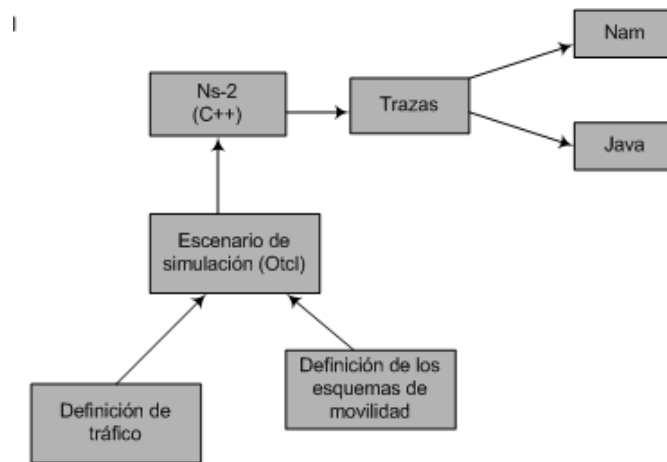 Nam
Ns-2
(C++)
Trazas
Java
Escenario de
simulación (Otcl)
Definición de los
esquemas de
movilidad
Definición de
tráfico